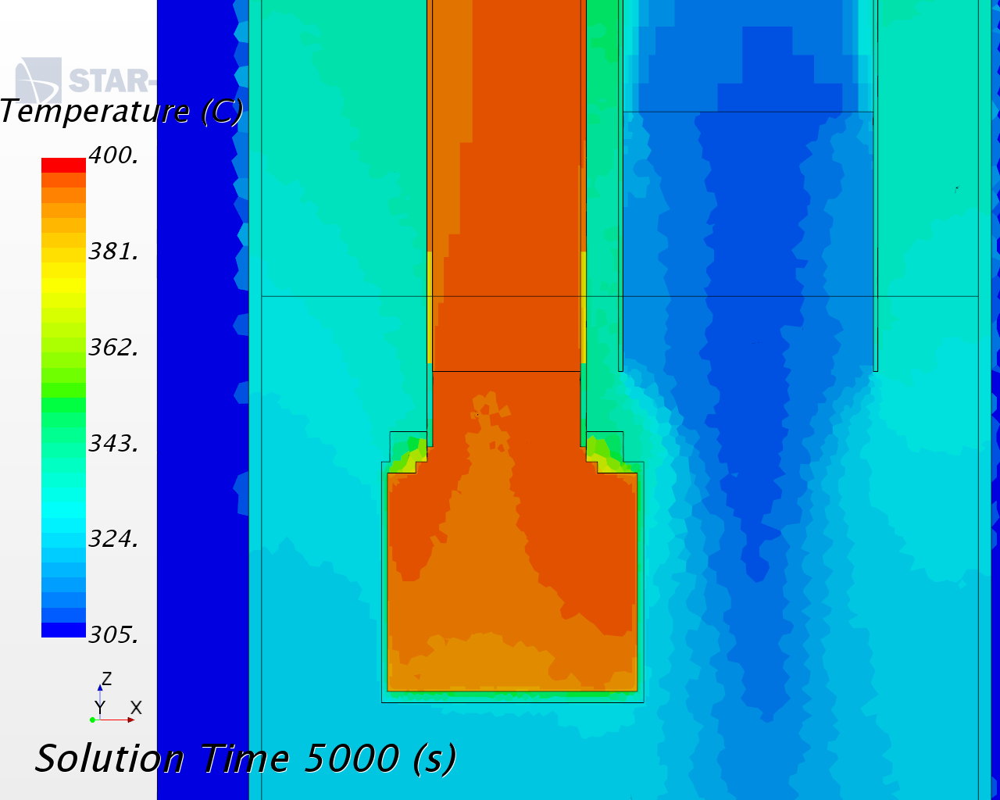 STAR-
Temperature (C)
400.
381.
362.
343.
324.
305.
Z
Y X
Solution Time 5000 (s)